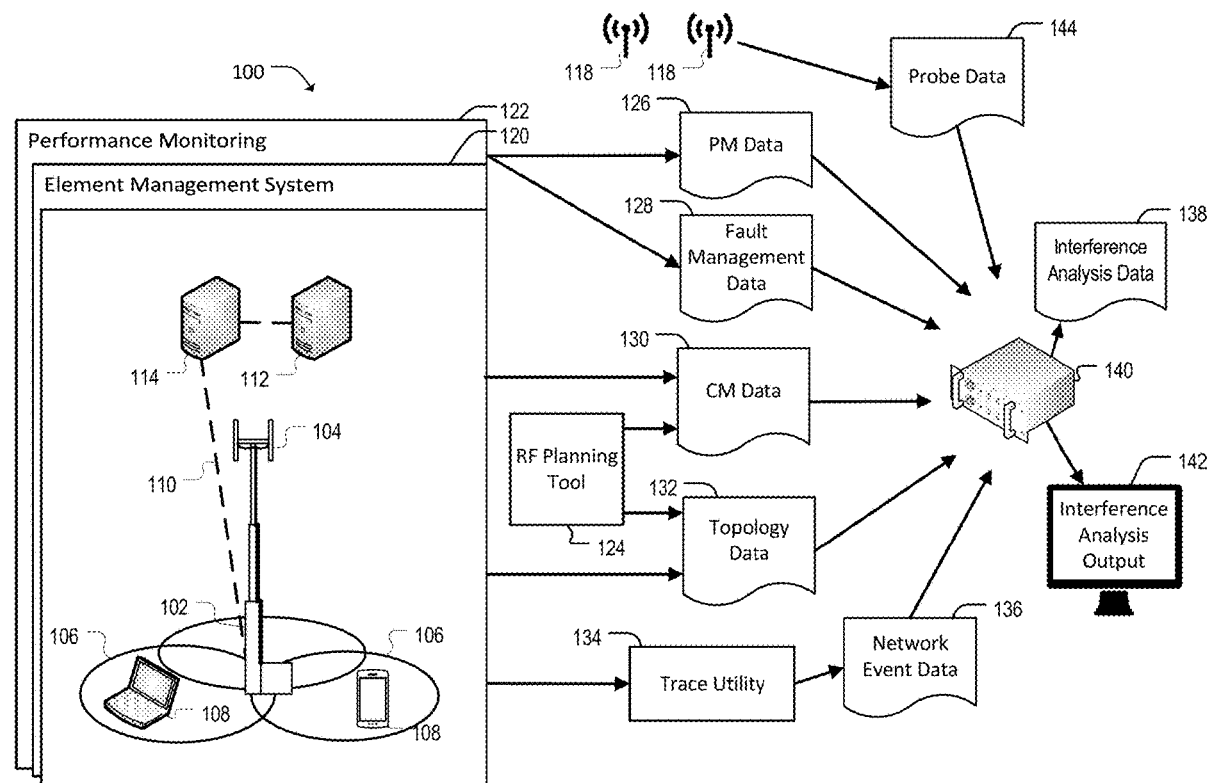 100
118
118
144
Probe Data
122
Performance Monitoring
120
Element Management System
126
PM Data
128
Fault
Management
Data
138
Interference
Analysis Data
114
112
130
CM Data
140
104
110
RF Planning
Tool
124
132
Topology
Data
142
Interference
Analysis
Output
102
106
106
108
108
134
Trace Utility
136
Network
Event Data